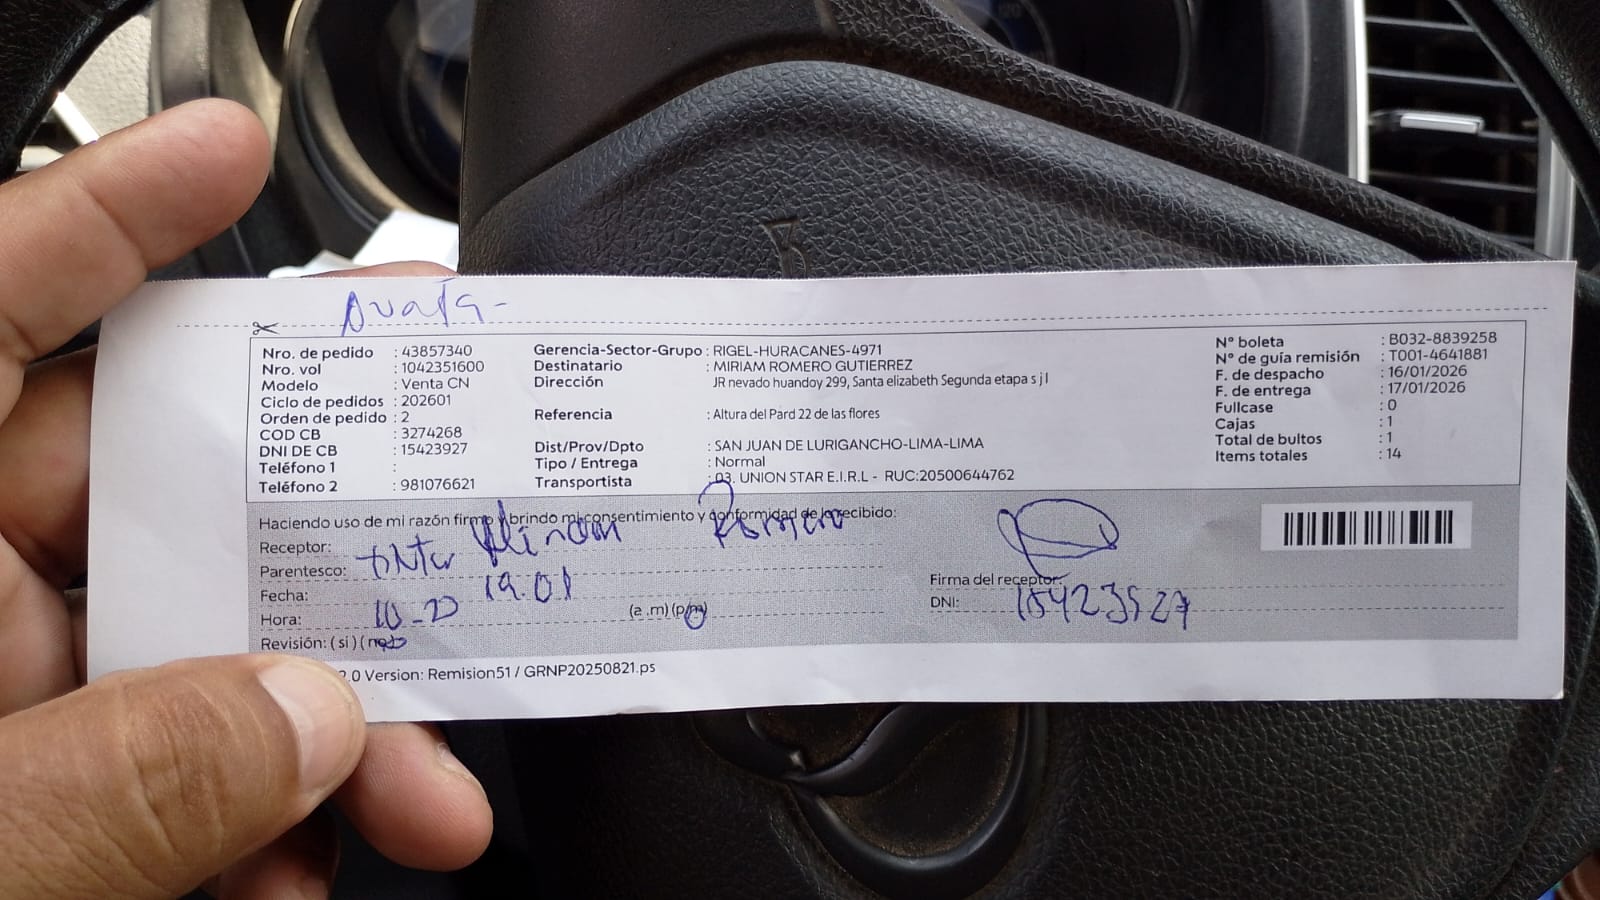 Nro. de pedido : 43857340
Nro. vol : 1042351600
Modelo : Venta CN
Ciclo de pedidos : 202601
Orden de pedido : 2
COD CB : 3274268
DNI DE CB : 15423927
Teléfono 1 :
Teléfono 2 : 981076621
Gerencia-Sector-Grupo : RIGEL-HURACANES-4971
Destinatario : MIRIAM ROMERO GUTIERREZ
Dirección JR nevado huandoy 299, Santa elizabeth Segunda etapa s j l
Referencia : Altura del Pard 22 de las flores
Dist/Prov/Dpto : SAN JUAN DE LURIGANCHO-LIMA-LIMA
Tipo / Entrega : Normal
Transportista : 03. UNION STAR E.I.R.L - RUC:20500644762
N° boleta : B032-8839258
N° de guía remisión : T001-4641881
F. de despacho : 16/01/2026
F. de entrega : 17/01/2026
Fullcase : 0
Cajas : 1
Total de bultos : 1
Items totales : 14
Haciendo uso de mi razón firmo y brindo mi consentimiento y conformidad de lo recibido:
Receptor: Miriam Romero
Parentesco:
Fecha: 19.01
Hora: 10-20 (a .m) (p.m)
Revisión: ( si ) ( no )
Firma del receptor:
DNI: 15423927
2.0 Version: Remision51 / GRNP20250821.ps